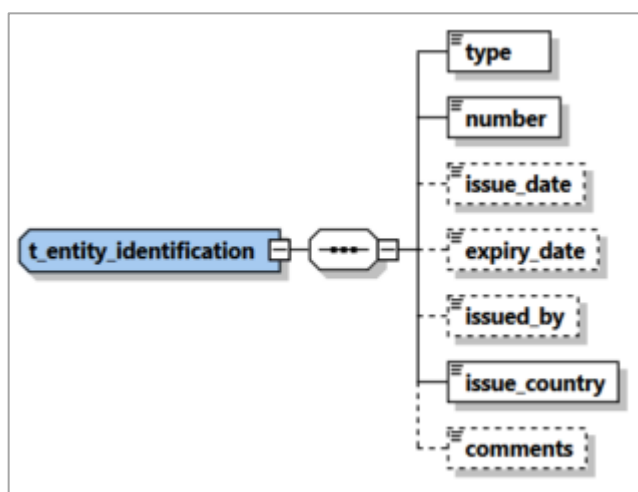 type
number
issue_date
expiry_date
t_entity_identification
issued_by
issue_country
comments